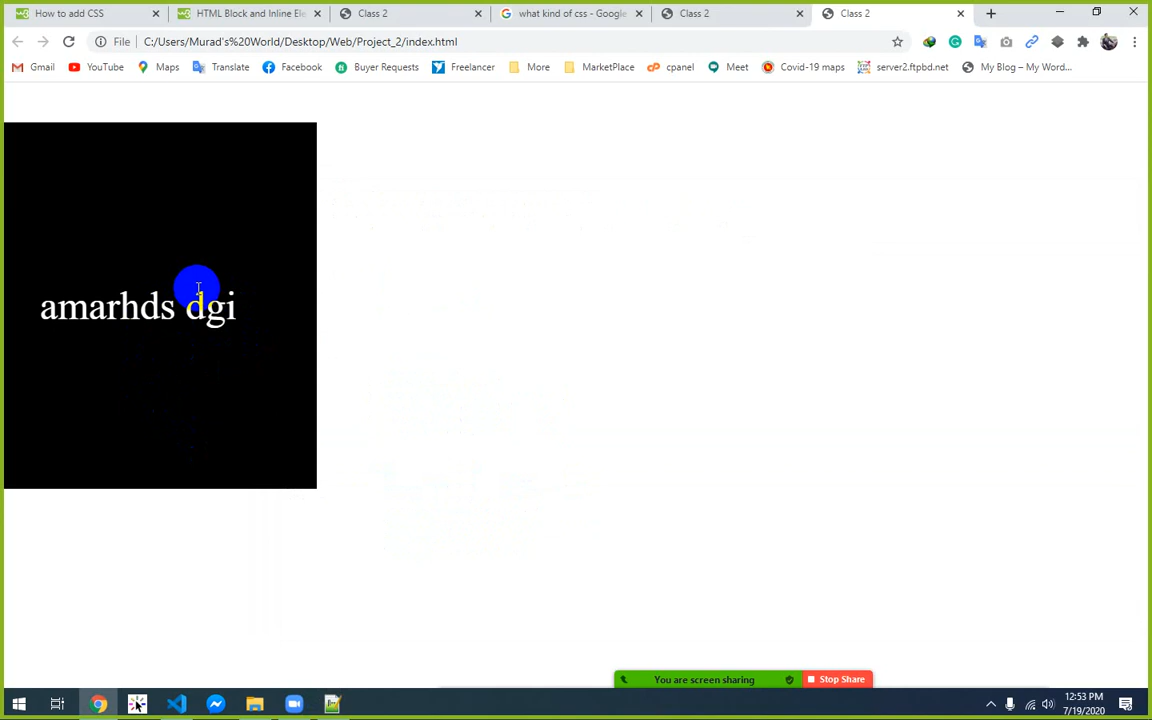 How to add CSS
HTML Block and Inline Ele
Class 2
what kind of css - Google
Class 2
Class 2
File
C:/Users/Murad's%20World/Desktop/Web/Project_2/index.html
Gmail
YouTube
Maps
Translate
Facebook
Buyer Requests
Freelancer
More
MarketPlace
cpanel
Meet
Covid-19 maps
server2.ftpbd.net
My Blog – My Word...
amarhds dgi
You are screen sharing
Stop Share
12:53 PM
7/19/2020